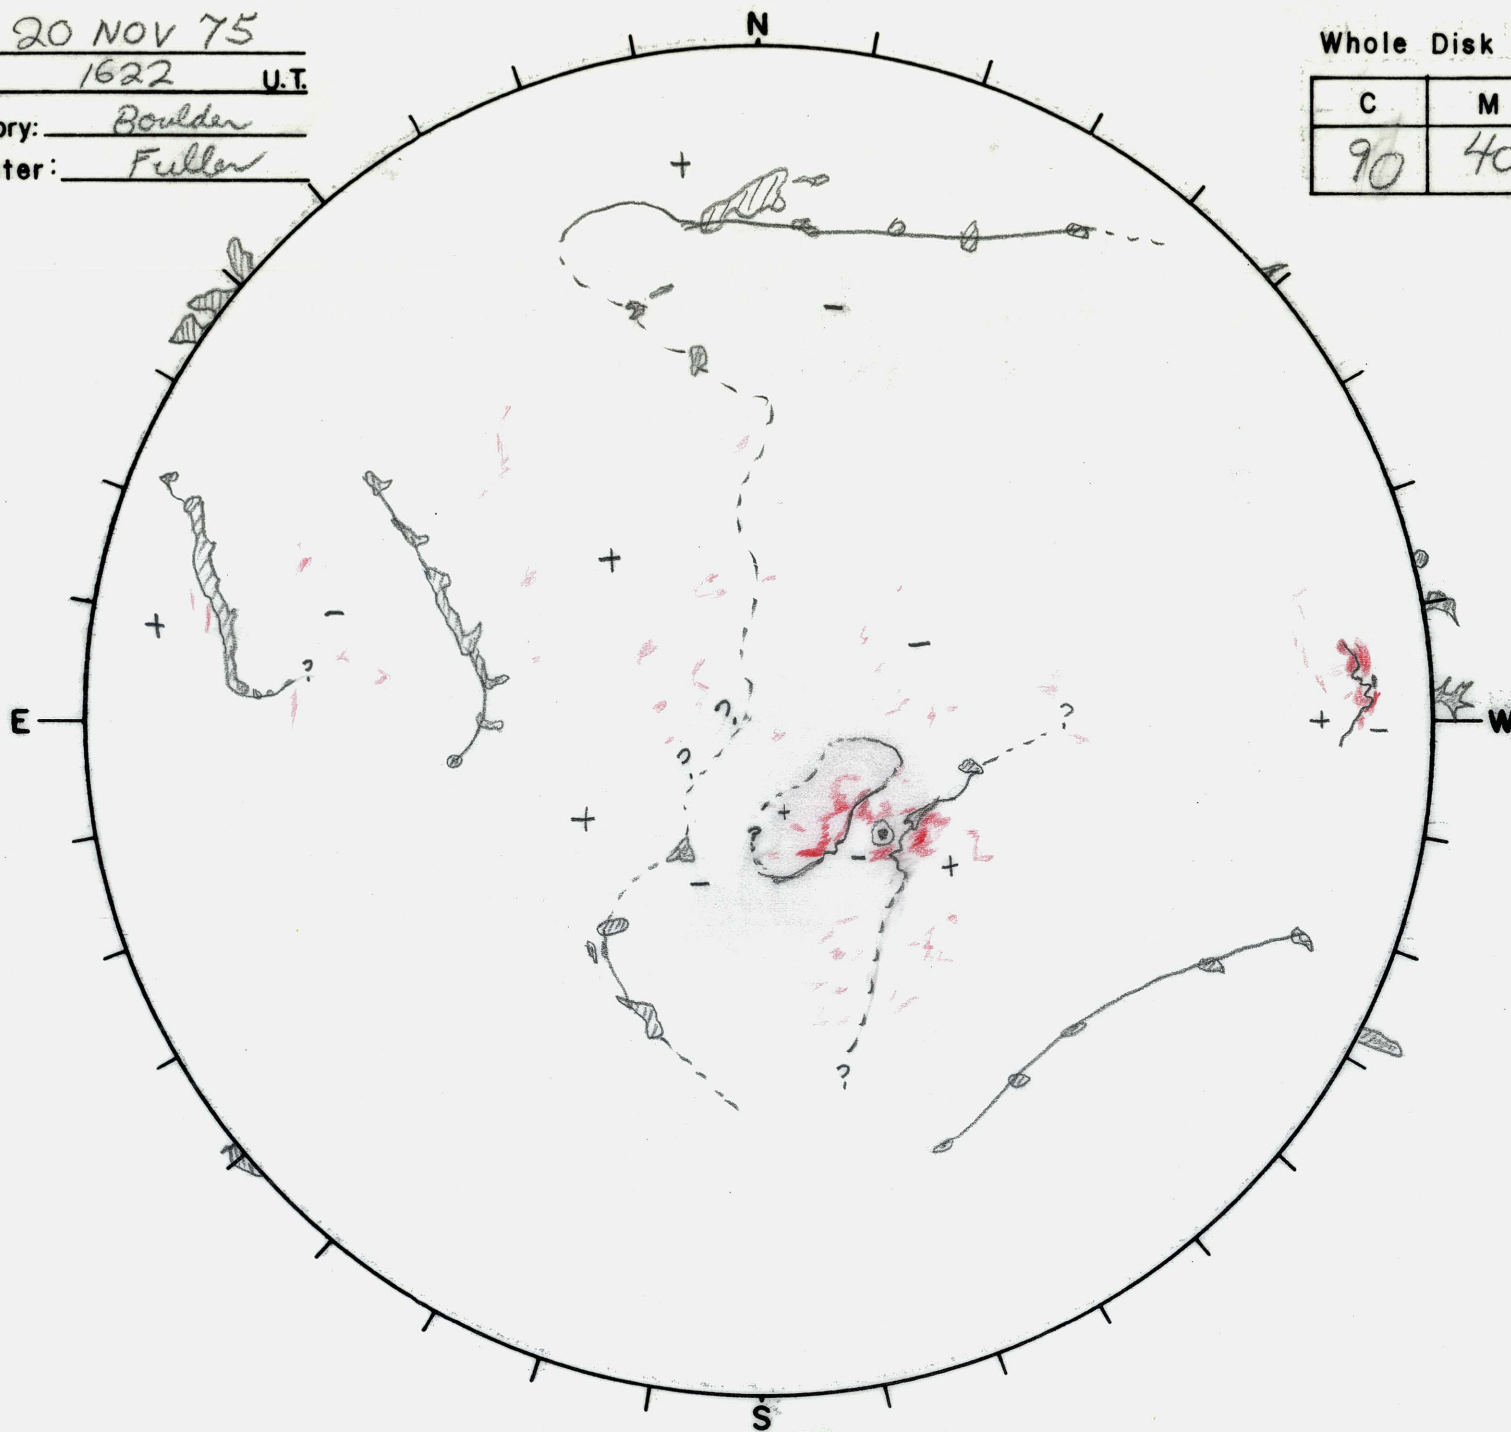 20 NOV 75
1622 U.T.
ory: Boulder
ter: Fuller
N
Whole Disk
C M
90 40
+
-
+
+
-
?
-
?
?
?
E
W
+
-
+
+
?
-
+
-
?
S